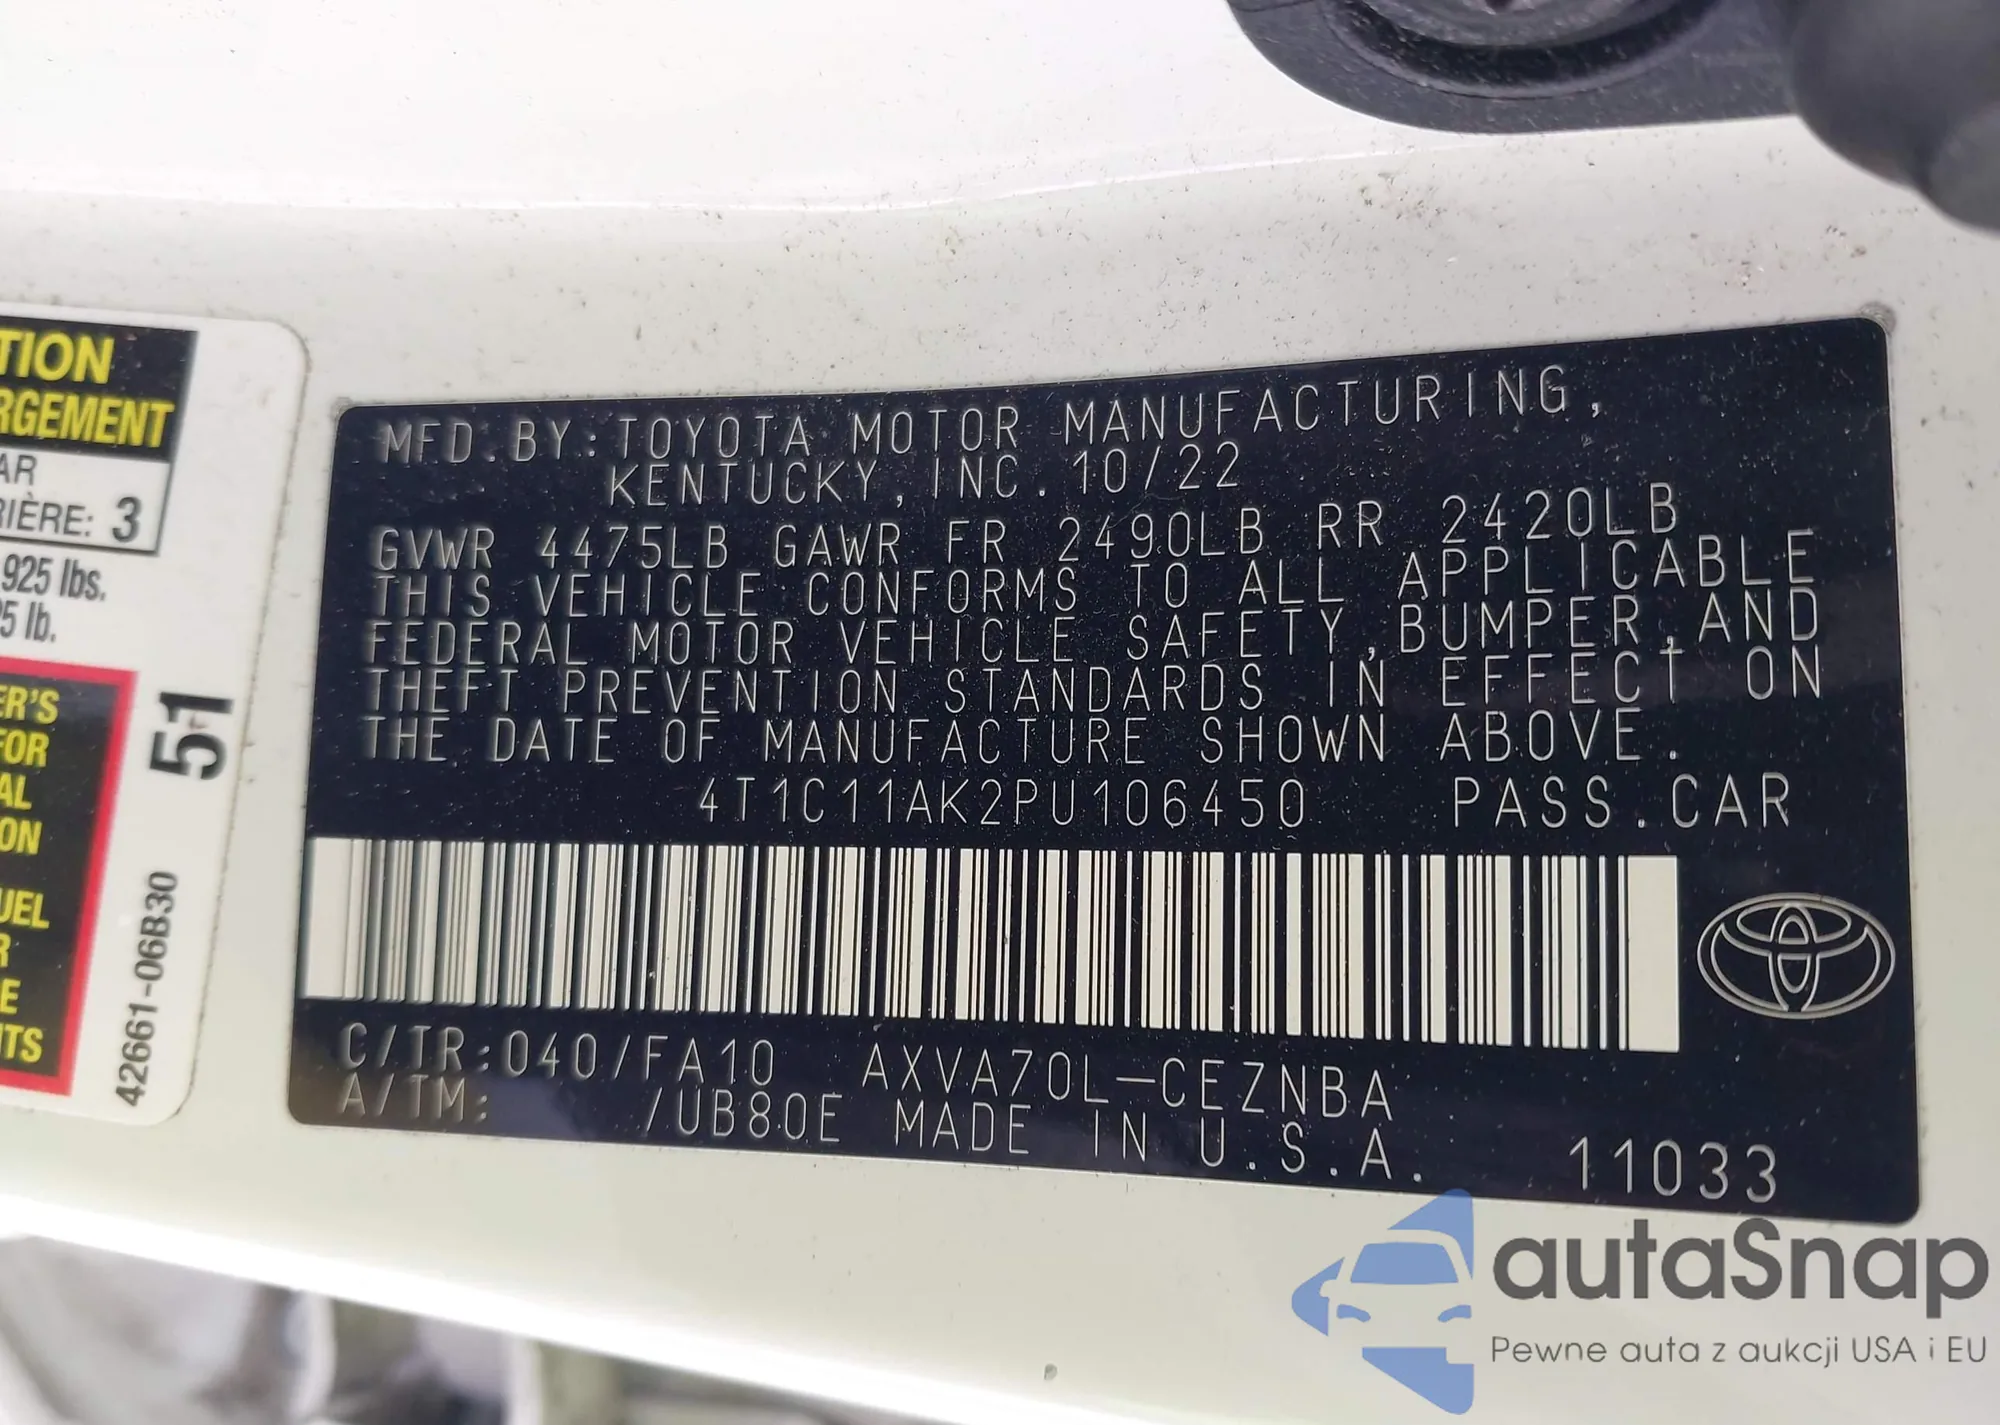 TION
RGEMENT
AR
RIÈRE: 3
925 lbs.
5 lb.
ER'S
FOR
AL
ON
UEL
R
E
NTS
51
42661-06B30
MFD.BY:TOYOTA MOTOR MANUFACTURING,
KENTUCKY,INC.10/22
GVWR 4475LB GAWR FR 2490LB RR 2420LB
THIS VEHICLE CONFORMS TO ALL APPLICABLE
FEDERAL MOTOR VEHICLE SAFETY,BUMPER,AND
THEFT PREVENTION STANDARDS IN EFFECT ON
THE DATE OF MANUFACTURE SHOWN ABOVE.
4T1C11AK2PU106450 PASS.CAR
C/TR:040/FA10 AXVA70L-CEZNBA
A/TM: /UB80E MADE IN U.S.A. 11033
autaSnap
Pewne auta z aukcji USA i EU